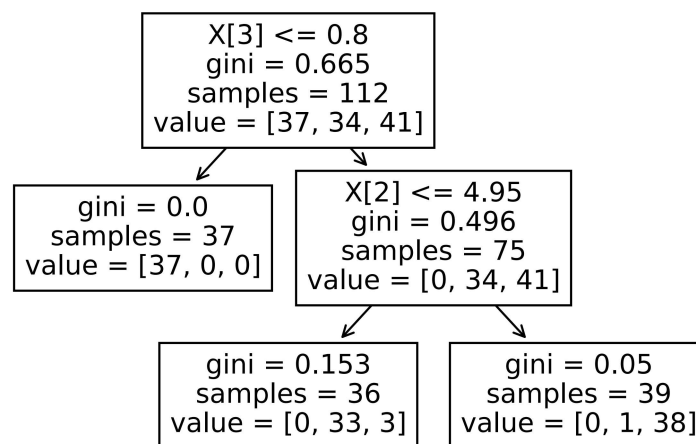 X[3] <= 0.8
gini = 0.665
samples = 112
value = [37, 34, 41]
gini = 0.0
samples = 37
value = [37, 0, 0]
X[2] <= 4.95
gini = 0.496
samples = 75
value = [0, 34, 41]
gini = 0.153
samples = 36
value = [0, 33, 3]
gini = 0.05
samples = 39
value = [0, 1, 38]